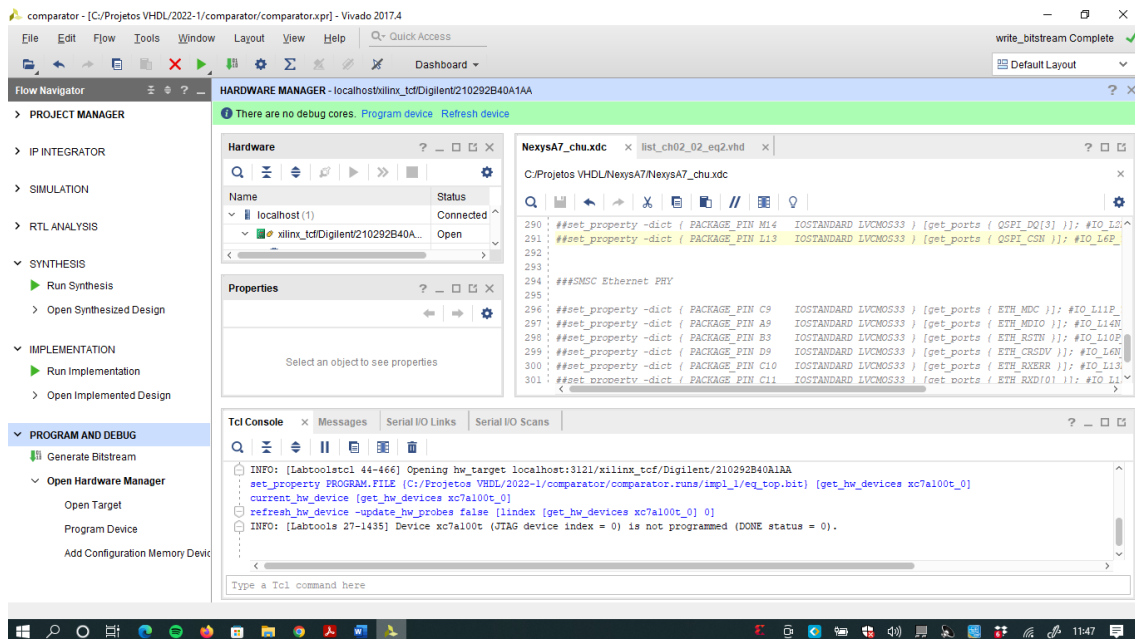 comparator - [C:/Projetos VHDL/2022-1/comparator/comparator.xpr] - Vivado 2017.4
File Edit Flow Tools Window Layout View Help Quick Access
write_bitstream Complete
Dashboard
Default Layout
Flow Navigator
HARDWARE MANAGER - localhost/xilinx_tcf/Digilent/210292B40A1AA
There are no debug cores. Program device Refresh device
PROJECT MANAGER
IP INTEGRATOR
SIMULATION
RTL ANALYSIS
SYNTHESIS
Run Synthesis
Open Synthesized Design
IMPLEMENTATION
Run Implementation
Open Implemented Design
PROGRAM AND DEBUG
Generate Bitstream
Open Hardware Manager
Open Target
Program Device
Add Configuration Memory Devic
Hardware
Name Status
localhost (1) Connected
xilinx_tcf/Digilent/210292B40A... Open
Properties
Select an object to see properties
NexysA7_chu.xdc list_ch02_02_eq2.vhd
C:/Projetos VHDL/NexysA7/NexysA7_chu.xdc
290 ##set_property -dict { PACKAGE_PIN M14 IOSTANDARD LVCMOS33 } [get_ports { QSPI_DQ[3] }]; #IO_L2
291 ##set_property -dict { PACKAGE_PIN L13 IOSTANDARD LVCMOS33 } [get_ports { QSPI_CSN }]; #IO_L6P_
292
293
294 ###SMSC Ethernet PHY
295
296 ##set_property -dict { PACKAGE_PIN C9 IOSTANDARD LVCMOS33 } [get_ports { ETH_MDC }]; #IO_L11P_
297 ##set_property -dict { PACKAGE_PIN A9 IOSTANDARD LVCMOS33 } [get_ports { ETH_MDIO }]; #IO_L14N
298 ##set_property -dict { PACKAGE_PIN B3 IOSTANDARD LVCMOS33 } [get_ports { ETH_RSTN }]; #IO_L10P
299 ##set_property -dict { PACKAGE_PIN D9 IOSTANDARD LVCMOS33 } [get_ports { ETH_CRSDV }]; #IO_L6N
300 ##set_property -dict { PACKAGE_PIN C10 IOSTANDARD LVCMOS33 } [get_ports { ETH_RXERR }]; #IO_L13
301 ##set_property -dict { PACKAGE_PIN C11 IOSTANDARD LVCMOS33 } [get_ports { ETH_RXD[0] }]; #IO_L1
Tcl Console Messages Serial I/O Links Serial I/O Scans
INFO: [Labtoolstcl 44-466] Opening hw_target localhost:3121/xilinx_tcf/Digilent/210292B40A1AA
set_property PROGRAM.FILE {C:/Projetos VHDL/2022-1/comparator/comparator.runs/impl_1/eq_top.bit} [get_hw_devices xc7a100t_0]
current_hw_device [get_hw_devices xc7a100t_0]
refresh_hw_device -update_hw_probes false [lindex [get_hw_devices xc7a100t_0] 0]
INFO: [Labtools 27-1435] Device xc7a100t (JTAG device index = 0) is not programmed (DONE status = 0).
Type a Tcl command here
11:47